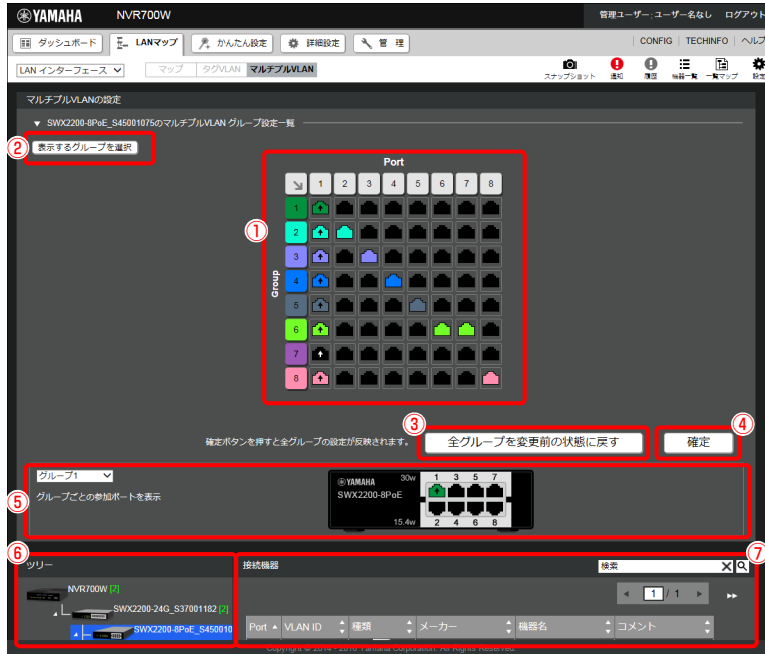 YAMAHA NVR700W 管理ユーザー: ユーザー名なし ログアウト
ダッシュボード LANマップ かんたん設定 詳細設定 管 理 CONFIG TECHINFO ヘルプ
LAN インターフェース マップ タグVLAN マルチプルVLAN スナップショット 通知 履歴 機器一覧 一覧マップ 設定
マルチプルVLANの設定
▼ SWX2200-8PoE_S45001075のマルチプルVLAN グループ設定一覧
② 表示するグループを選択
Port
1 2 3 4 5 6 7 8
①
Group
1
2
3
4
5
6
7
8
③ ④
確定ボタンを押すと全グループの設定が反映されます。 全グループを変更前の状態に戻す 確定
⑤
グループ1
グループごとの参加ポートを表示
YAMAHA 30w 1 3 5 7
SWX2200-8PoE
15.4w 2 4 6 8
⑥ ⑦
ツリー 接続機器 検索
NVR700W [2] 1 / 1
SWX2200-24G_S37001182 [2]
SWX2200-8PoE_S450010
Port VLAN ID 種類 メーカー 機器名 コメント
Copyright © 2014 - 2016 Yamaha Corporation. All Rights Reserved.